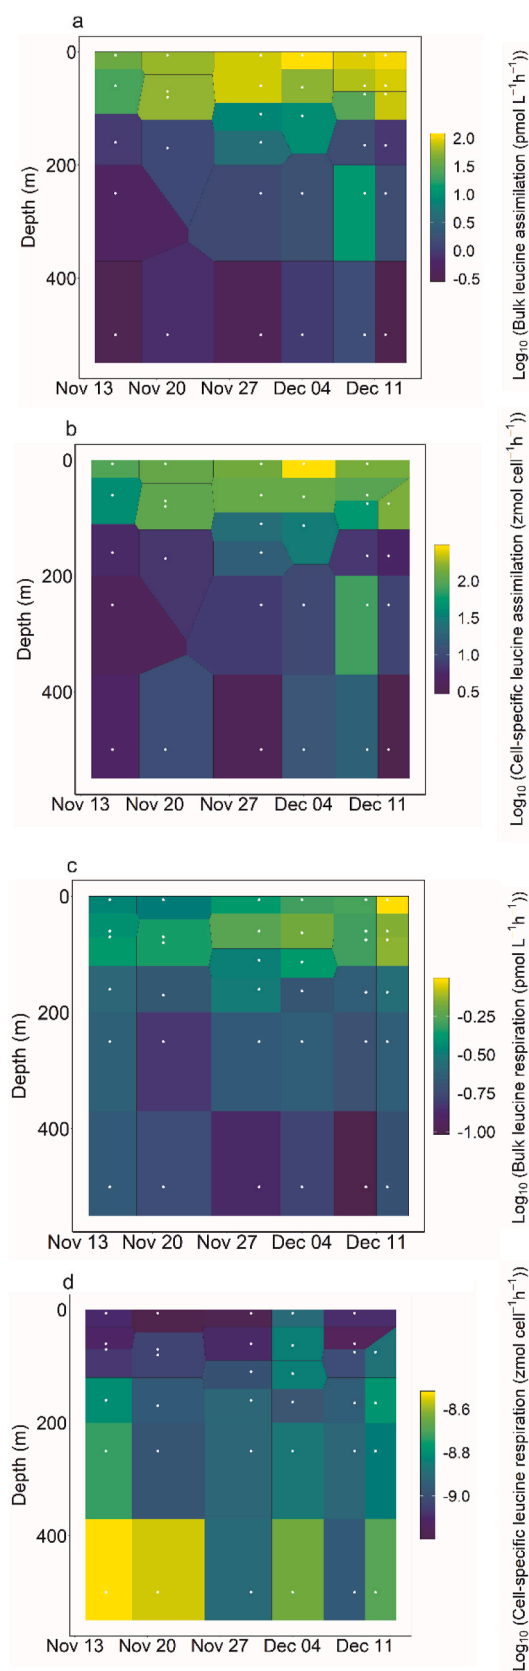 a
0
200
400
Depth (m)
Nov 13 Nov 20 Nov 27 Dec 04 Dec 11
2.0
1.5
1.0
0.5
0.0
-0.5
Log₁₀ (Bulk leucine assimilation (pmol L⁻¹h⁻¹))
b
0
200
400
Depth (m)
Nov 13 Nov 20 Nov 27 Dec 04 Dec 11
2.0
1.5
1.0
0.5
Log₁₀ (Cell-specific leucine assimilation (zmol cell⁻¹h⁻¹))
c
0
200
400
Depth (m)
Nov 13 Nov 20 Nov 27 Dec 04 Dec 11
-0.25
-0.50
-0.75
-1.00
Log₁₀ (Bulk leucine respiration (pmol L⁻¹h⁻¹))
d
0
200
400
Depth (m)
Nov 13 Nov 20 Nov 27 Dec 04 Dec 11
-8.6
-8.8
-9.0
Log₁₀ (Cell-specific leucine respiration (zmol cell⁻¹h⁻¹))